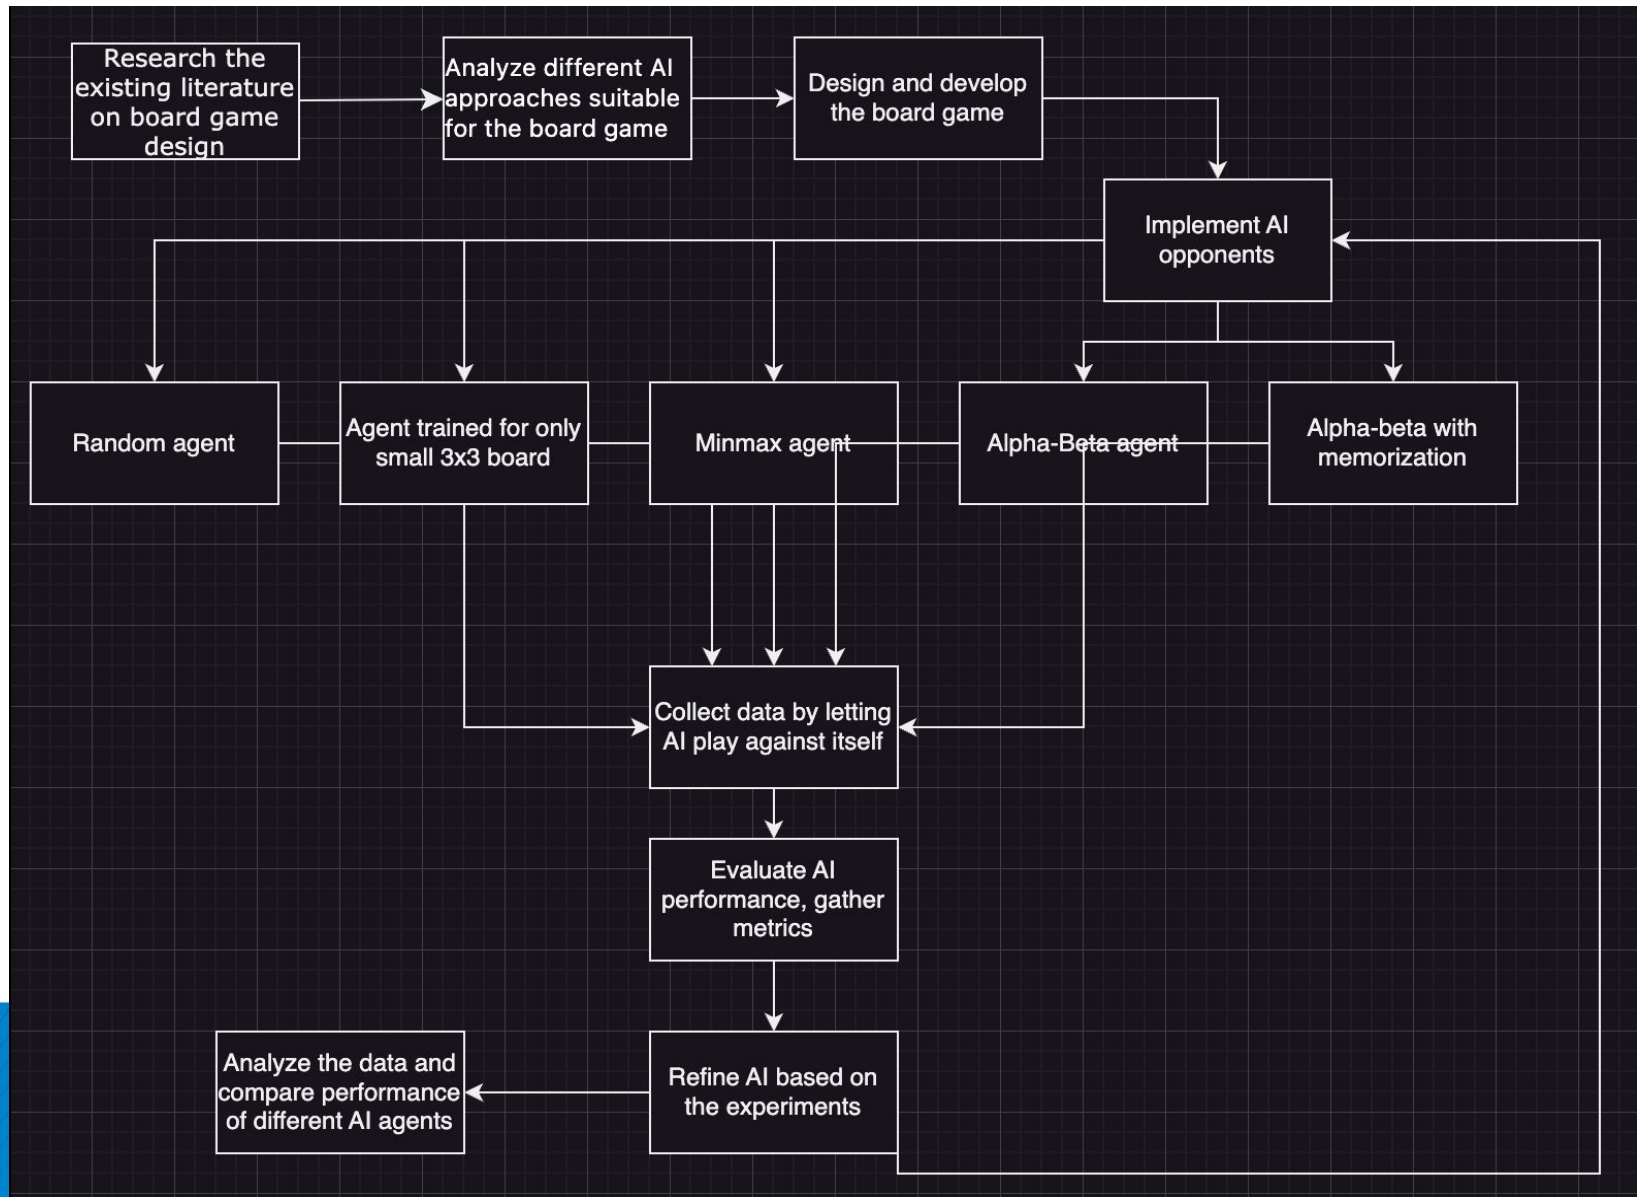 Research the
existing literature
on board game
design
Analyze different AI
approaches suitable
for the board game
Design and develop
the board game
Implement AI
opponents
Random agent
Agent trained for only
small 3x3 board
Minmax agent
Alpha-Beta agent
Alpha-beta with
memorization
Collect data by letting
AI play against itself
Evaluate AI
performance, gather
metrics
Analyze the data and
compare performance
of different AI agents
Refine AI based on
the experiments